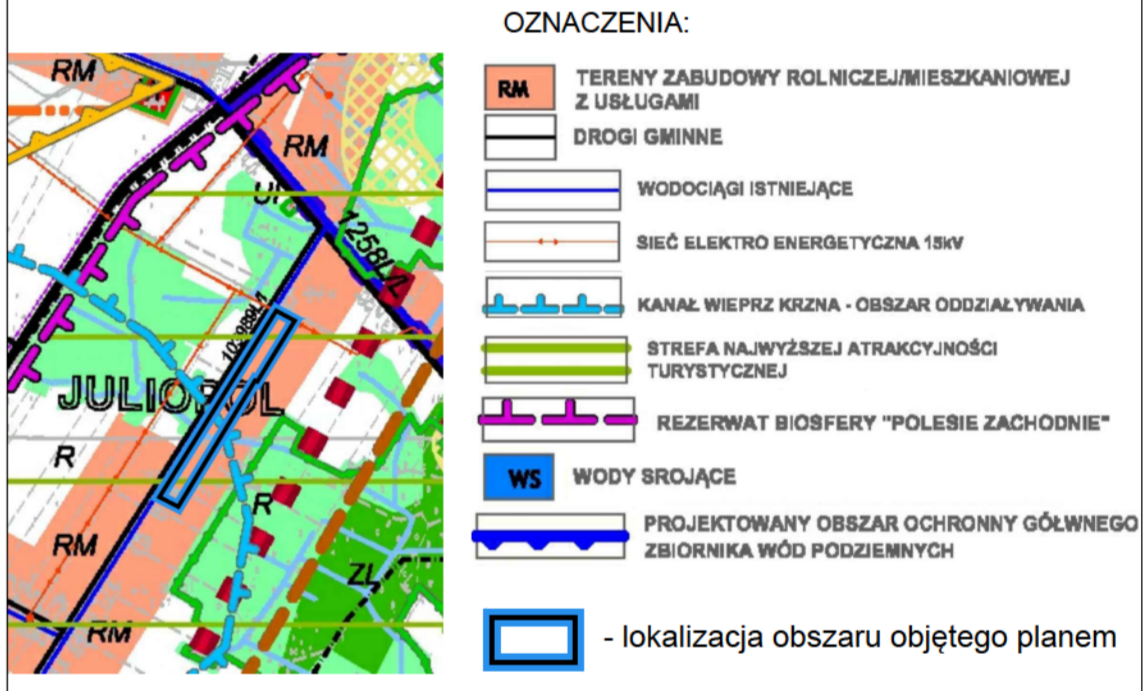 OZNACZENIA:
RM
RM
UI
1258L/L
JULIOPOL
R
R
RM
ZL
RM
RM
TERENY ZABUDOWY ROLNICZEJ/MIESZKANIOWEJ
Z USŁUGAMI
DROGI GMINNE
WODOCIĄGI ISTNIEJĄCE
SIEĆ ELEKTRO ENERGETYCZNA 15kV
KANAŁ WIEPRZ KRZNA - OBSZAR ODDZIAŁYWANIA
STREFA NAJWYŻSZEJ ATRAKCYJNOŚCI
TURYSTYCZNEJ
REZERWAT BIOSFERY "POLESIE ZACHODNIE"
WS
WODY SROJĄCE
PROJEKTOWANY OBSZAR OCHRONNY GÓŁWNEGO
ZBIORNIKA WÓD PODZIEMNYCH
- lokalizacja obszaru objętego planem